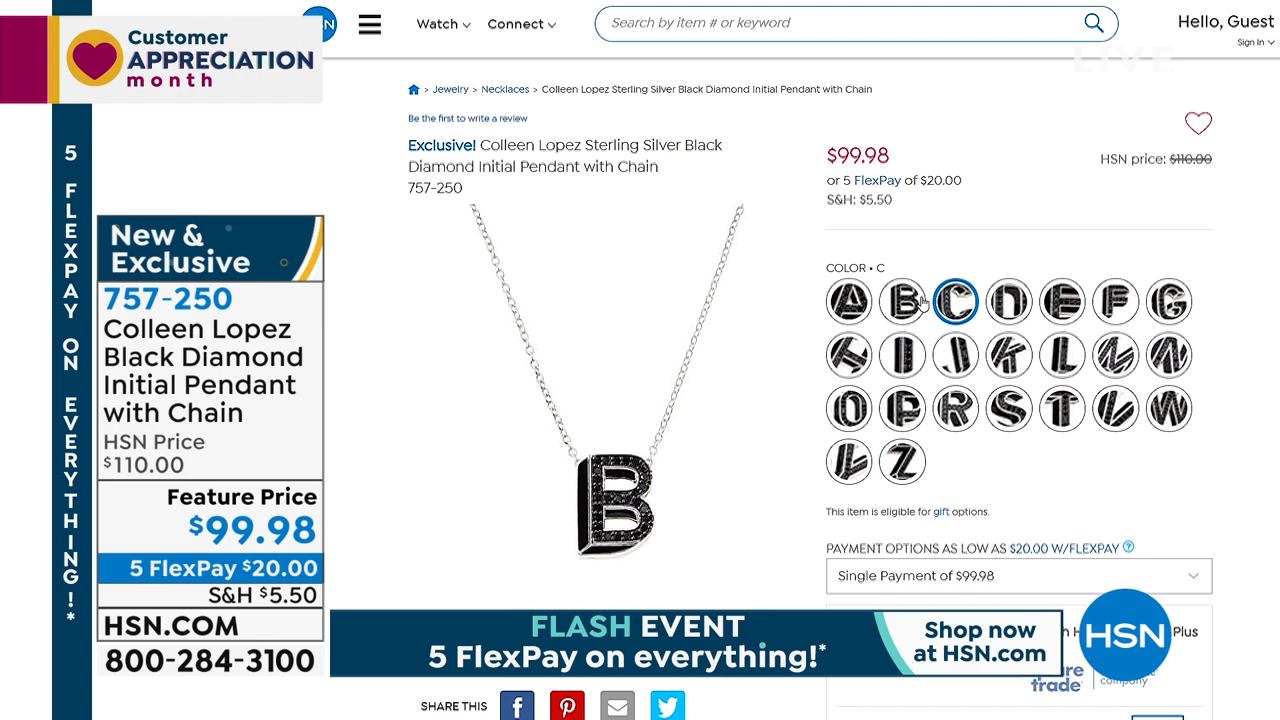 Customer
APPRECIATION
month
5 FLEXPAY ON EVERYTHING!*
New &
Exclusive
757-250
Colleen Lopez
Black Diamond
Initial Pendant
with Chain
HSN Price
$110.00
Feature Price
$99.98
5 FlexPay $20.00
S&H $5.50
HSN.COM
800-284-3100
Watch
Connect
Search by item # or keyword
Hello, Guest
Sign In
LIVE
> Jewelry > Necklaces > Colleen Lopez Sterling Silver Black Diamond Initial Pendant with Chain
Be the first to write a review
Exclusive! Colleen Lopez Sterling Silver Black
Diamond Initial Pendant with Chain
757-250
B
$99.98
HSN price: $110.00
or 5 FlexPay of $20.00
S&H: $5.50
COLOR • C
A B C D E F G
H I J K L M N
O P R S T V W
Y Z
This item is eligible for gift options.
PAYMENT OPTIONS AS LOW AS $20.00 W/FLEXPAY ?
Single Payment of $99.98
Plus
trade
company
FLASH EVENT
5 FlexPay on everything!*
Shop now
at HSN.com
HSN
SHARE THIS